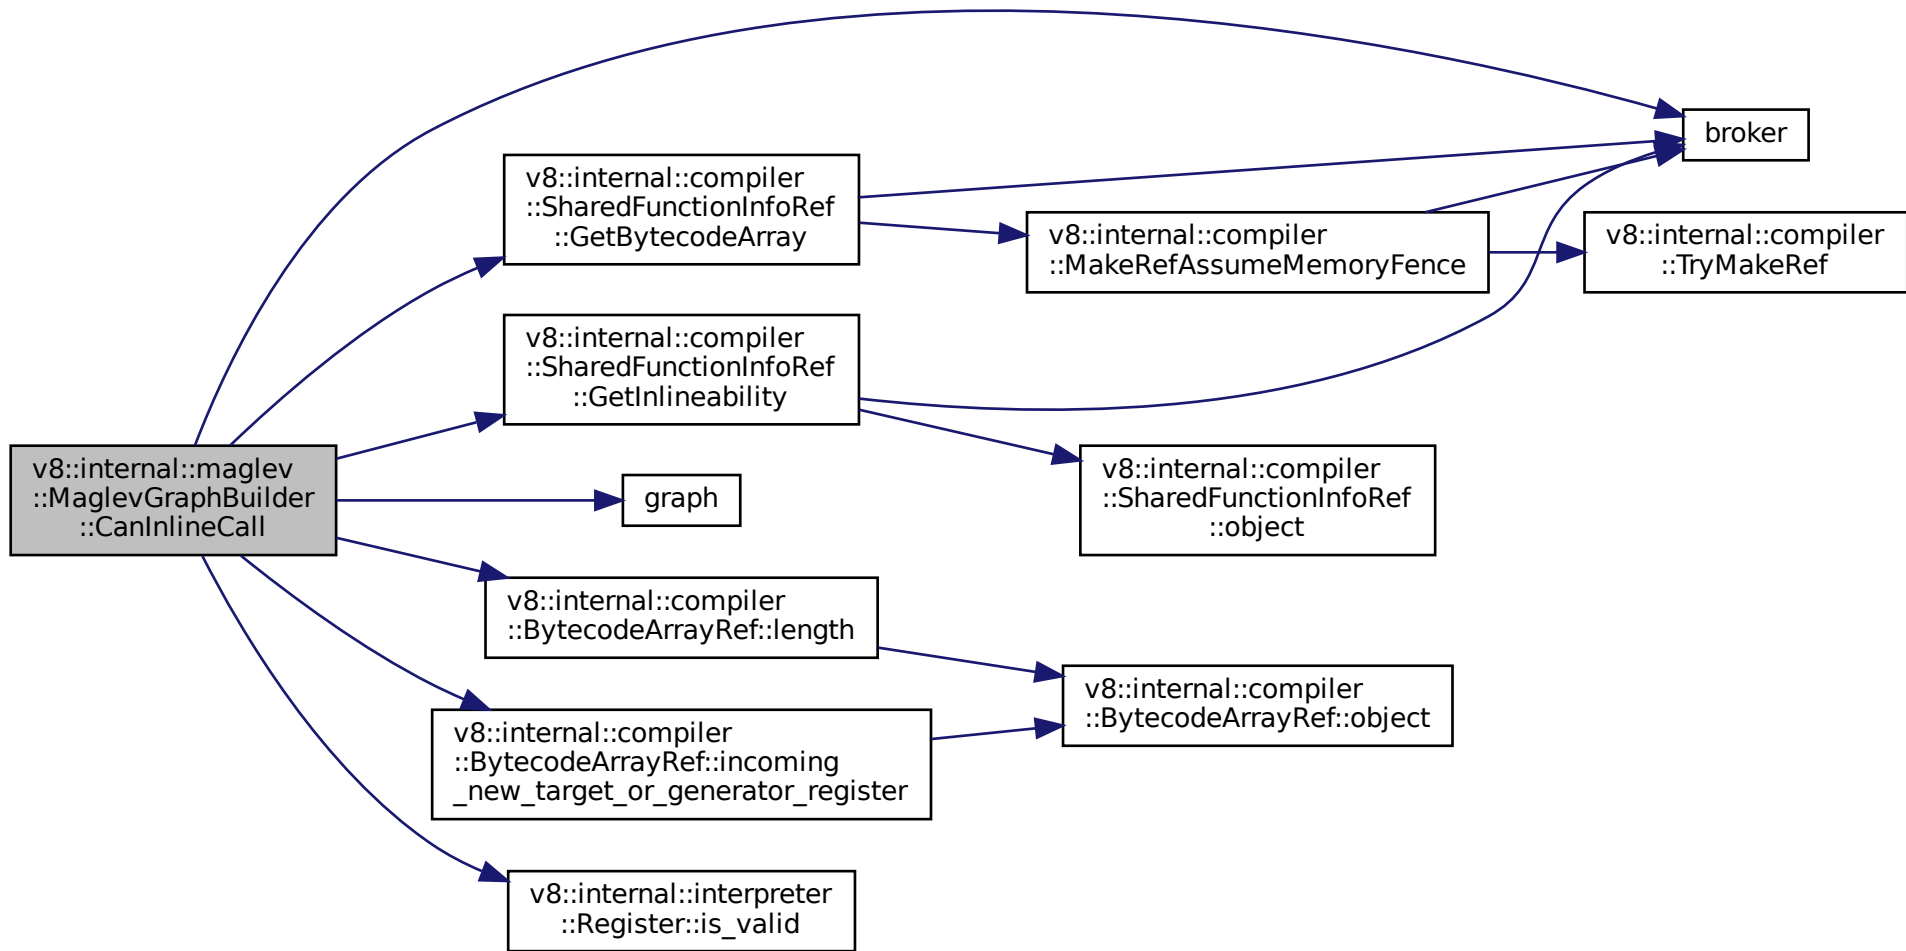 v8::internal::maglev
::MaglevGraphBuilder
::CanInlineCall
broker
v8::internal::compiler
::SharedFunctionInfoRef
::GetBytecodeArray
v8::internal::compiler
::MakeRefAssumeMemoryFence
v8::internal::compiler
::TryMakeRef
v8::internal::compiler
::SharedFunctionInfoRef
::GetInlineability
v8::internal::compiler
::SharedFunctionInfoRef
::object
graph
v8::internal::compiler
::BytecodeArrayRef::length
v8::internal::compiler
::BytecodeArrayRef::object
v8::internal::compiler
::BytecodeArrayRef::incoming
_new_target_or_generator_register
v8::internal::interpreter
::Register::is_valid